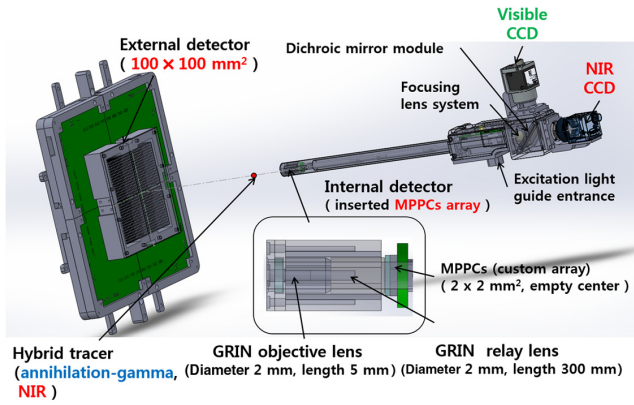 Visible
CCD
External detector
( 100 × 100 mm² )
Dichroic mirror module
NIR
CCD
Focusing
lens system
Internal detector
( inserted MPPCs array )
Excitation light
guide entrance
MPPCs (custom array)
( 2 x 2 mm², empty center )
Hybrid tracer
(annihilation-gamma,
NIR )
GRIN objective lens
(Diameter 2 mm, length 5 mm)
GRIN relay lens
(Diameter 2 mm, length 300 mm)